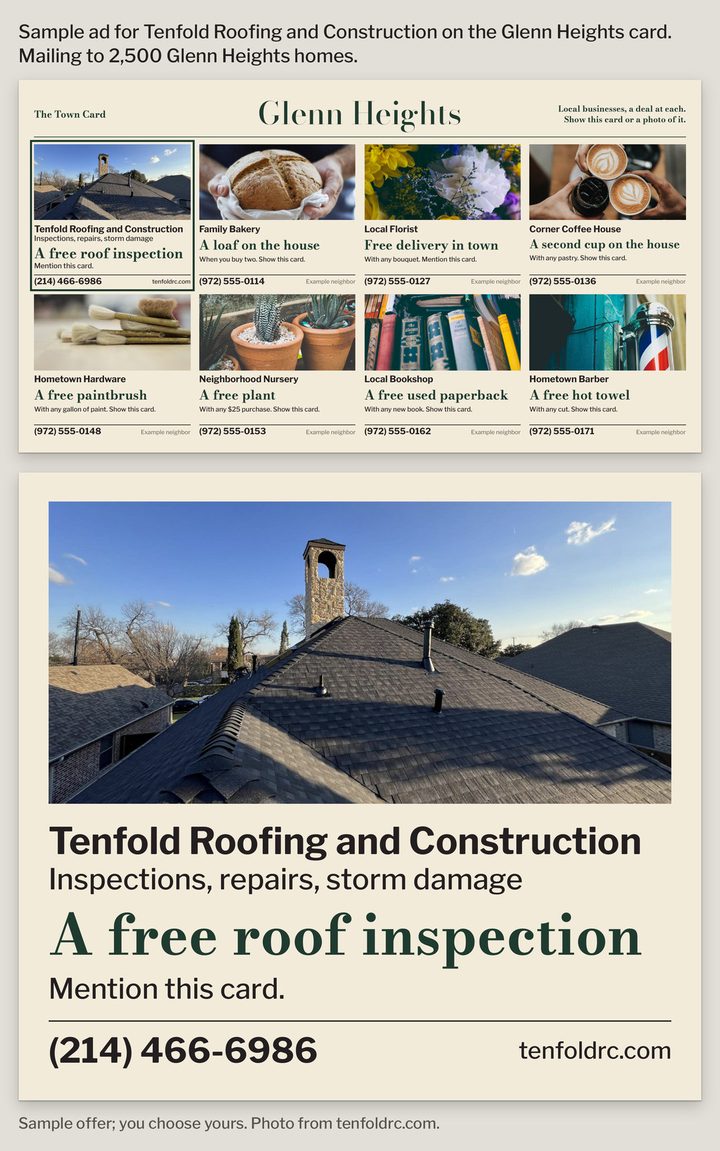 Sample ad for Tenfold Roofing and Construction on the Glenn Heights card.
Mailing to 2,500 Glenn Heights homes.
The Town Card
Glenn Heights
Local businesses, a deal at each.
Show this card or a photo of it.
Tenfold Roofing and Construction
Inspections, repairs, storm damage
A free roof inspection
Mention this card.
(214) 466-6986
tenfoldrc.com
Family Bakery
A loaf on the house
When you buy two. Show this card.
(972) 555-0114
Example neighbor
Local Florist
Free delivery in town
With any bouquet. Mention this card.
(972) 555-0127
Example neighbor
Corner Coffee House
A second cup on the house
With any pastry. Show this card.
(972) 555-0136
Example neighbor
Hometown Hardware
A free paintbrush
With any gallon of paint. Show this card.
(972) 555-0148
Example neighbor
Neighborhood Nursery
A free plant
With any $25 purchase. Show this card.
(972) 555-0153
Example neighbor
Local Bookshop
A free used paperback
With any new book. Show this card.
(972) 555-0162
Example neighbor
Hometown Barber
A free hot towel
With any cut. Show this card.
(972) 555-0171
Example neighbor
Tenfold Roofing and Construction
Inspections, repairs, storm damage
A free roof inspection
Mention this card.
(214) 466-6986
tenfoldrc.com
Sample offer; you choose yours. Photo from tenfoldrc.com.